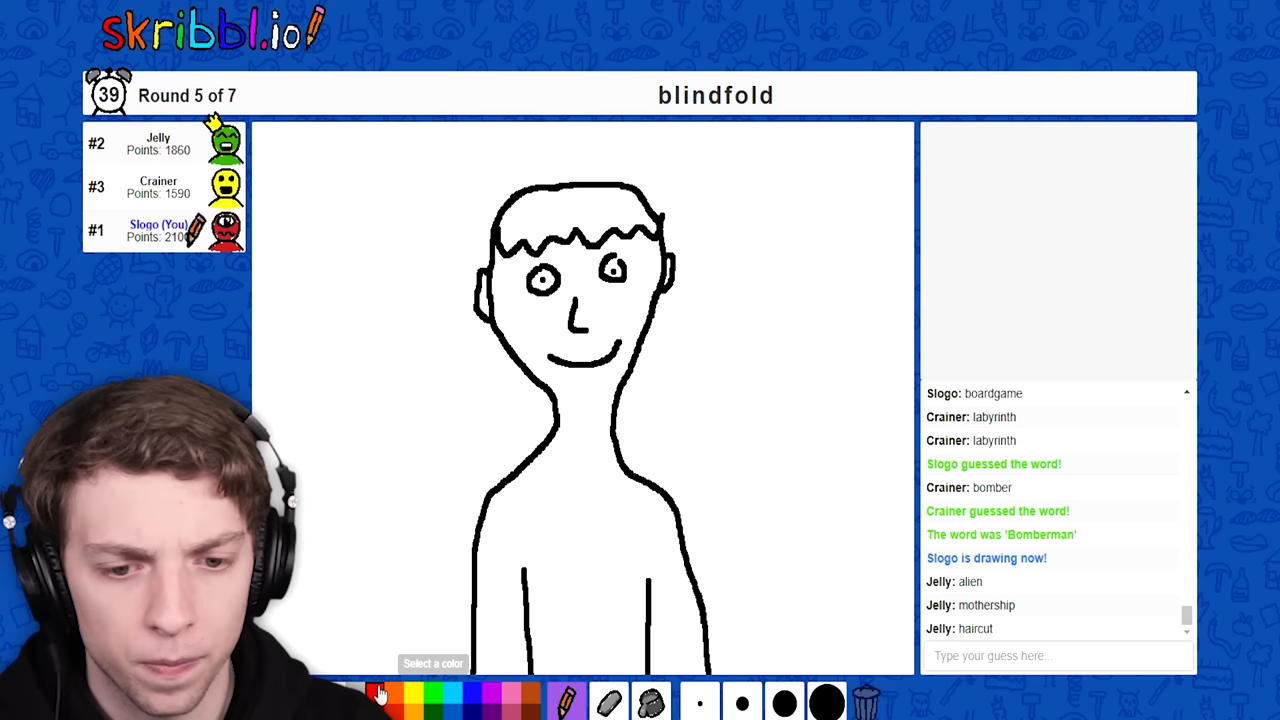 skribbl.io
39
Round 5 of 7
blindfold
#2
Jelly
Points: 1860
#3
Crainer
Points: 1590
#1
Slogo (You)
Points: 2100
Slogo: boardgame
Crainer: labyrinth
Crainer: labyrinth
Slogo guessed the word!
Crainer: bomber
Crainer guessed the word!
The word was 'Bomberman'
Slogo is drawing now!
Jelly: alien
Jelly: mothership
Jelly: haircut
Type your guess here...
Select a color